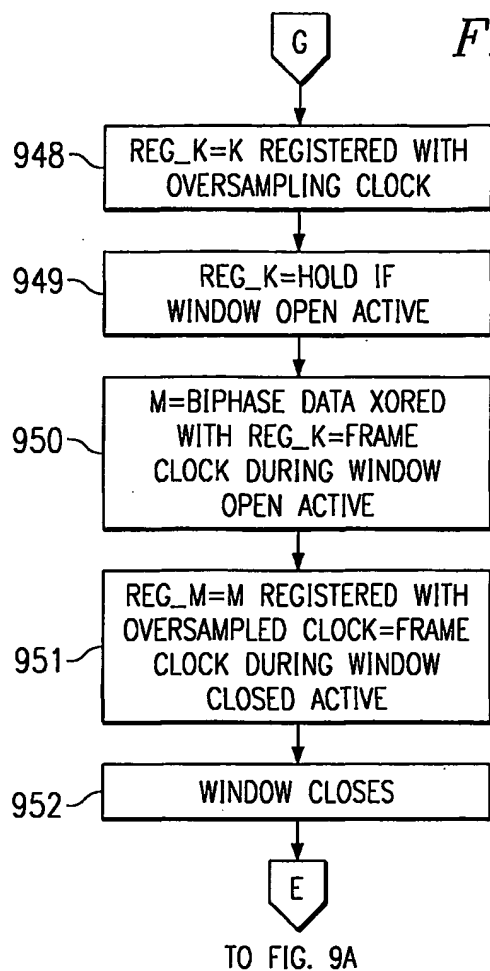 G
F
948
REG_K=K REGISTERED WITH
OVERSAMPLING CLOCK
949
REG_K=HOLD IF
WINDOW OPEN ACTIVE
950
M=BIPHASE DATA XORED
WITH REG_K=FRAME
CLOCK DURING WINDOW
OPEN ACTIVE
951
REG_M=M REGISTERED WITH
OVERSAMPLED CLOCK=FRAME
CLOCK DURING WINDOW
CLOSED ACTIVE
952
WINDOW CLOSES
E
TO FIG. 9A